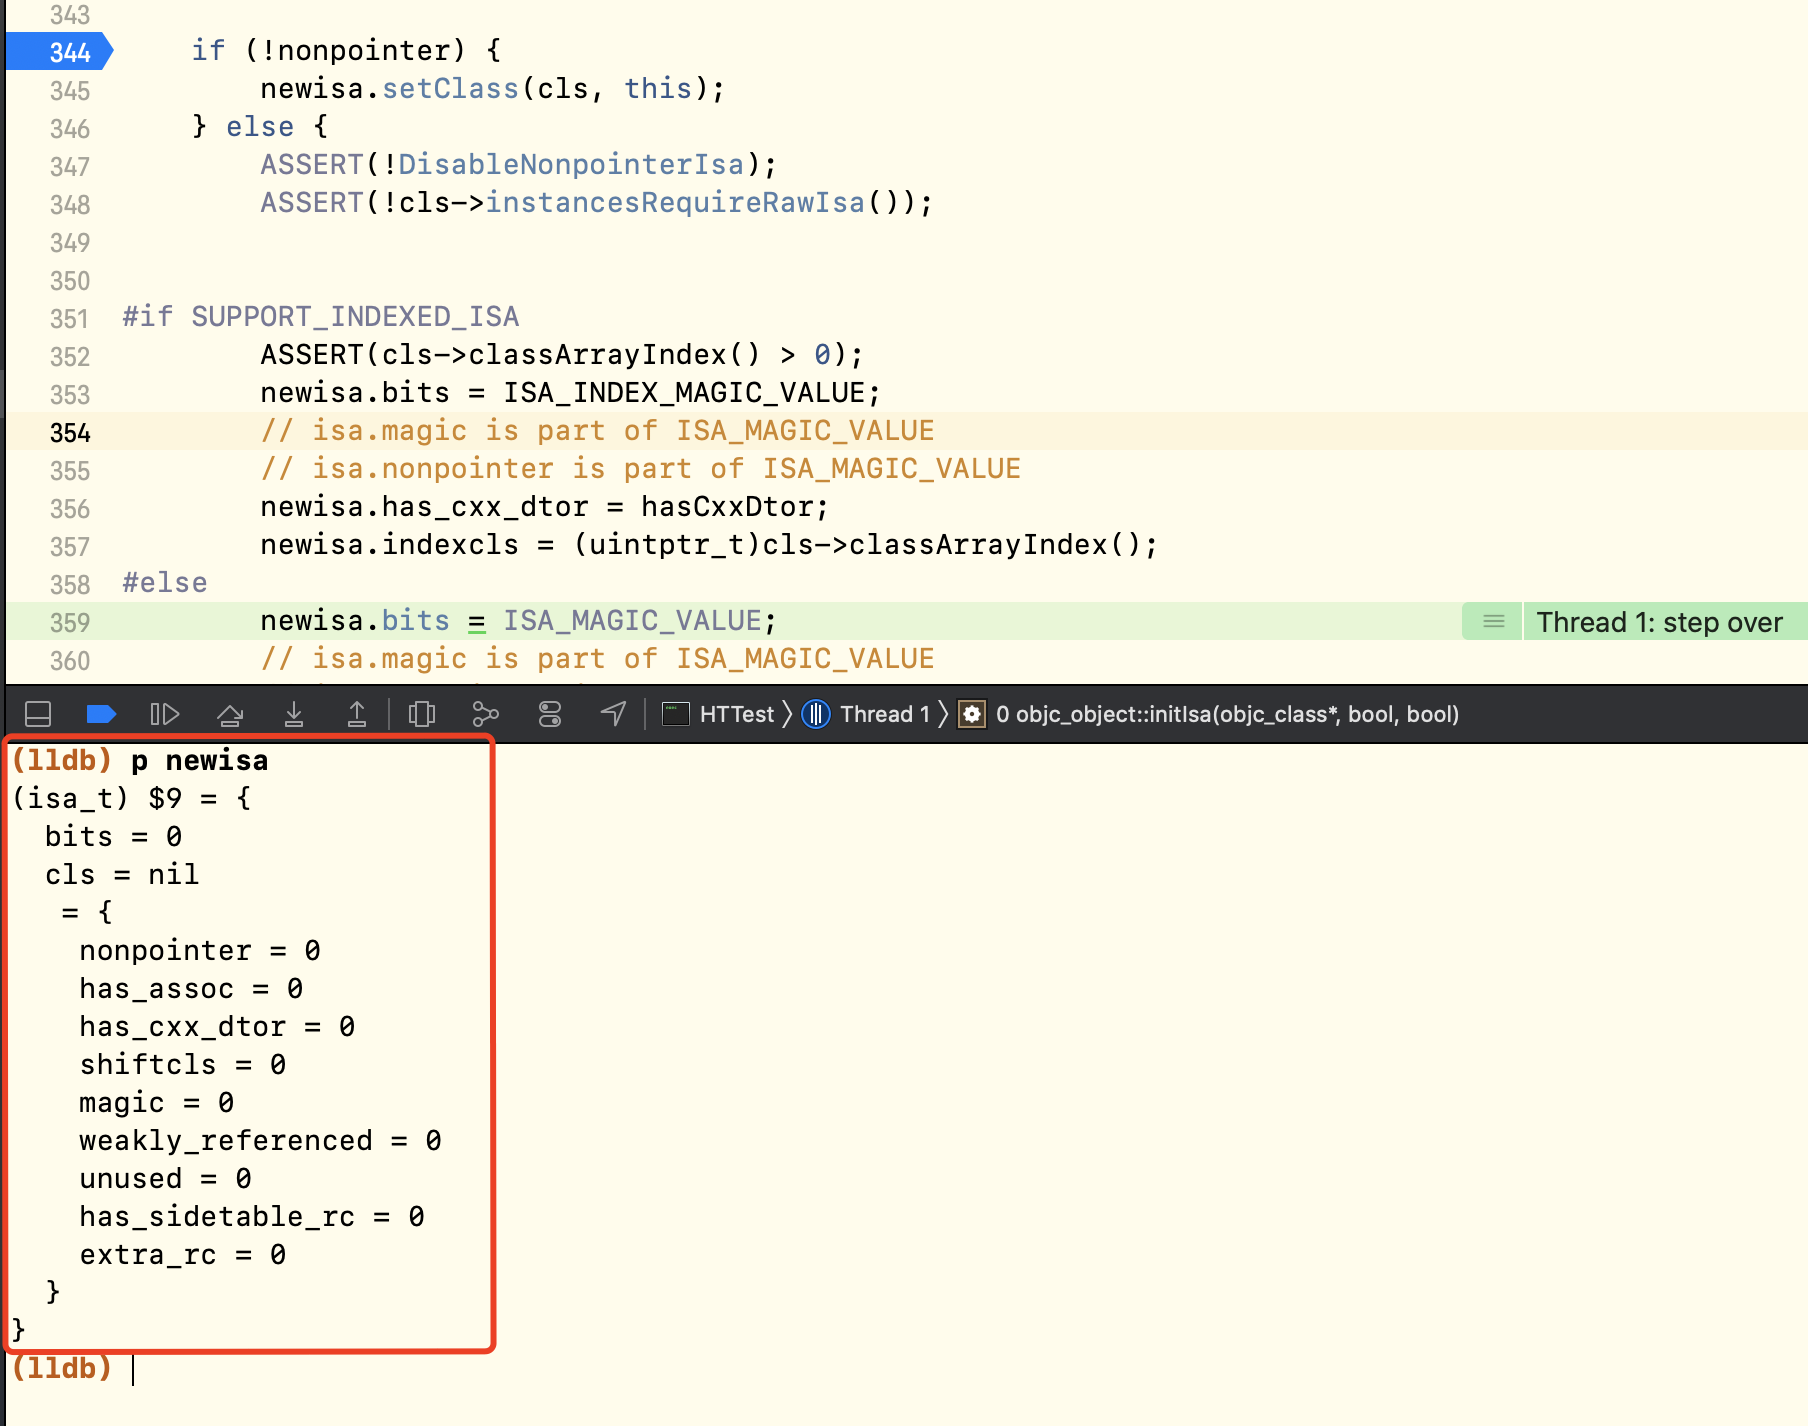 343
344 if (!nonpointer) {
345 newisa.setClass(cls, this);
346 } else {
347 ASSERT(!DisableNonpointerIsa);
348 ASSERT(!cls->instancesRequireRawIsa());
349
350
351 #if SUPPORT_INDEXED_ISA
352 ASSERT(cls->classArrayIndex() > 0);
353 newisa.bits = ISA_INDEX_MAGIC_VALUE;
354 // isa.magic is part of ISA_MAGIC_VALUE
355 // isa.nonpointer is part of ISA_MAGIC_VALUE
356 newisa.has_cxx_dtor = hasCxxDtor;
357 newisa.indexcls = (uintptr_t)cls->classArrayIndex();
358 #else
359 newisa.bits = ISA_MAGIC_VALUE; Thread 1: step over
360 // isa.magic is part of ISA_MAGIC_VALUE
HTTest 〉 Thread 1 〉 0 objc_object::initIsa(objc_class*, bool, bool)
(lldb) p newisa
(isa_t) $9 = {
bits = 0
cls = nil
= {
nonpointer = 0
has_assoc = 0
has_cxx_dtor = 0
shiftcls = 0
magic = 0
weakly_referenced = 0
unused = 0
has_sidetable_rc = 0
extra_rc = 0
}
}
(lldb)